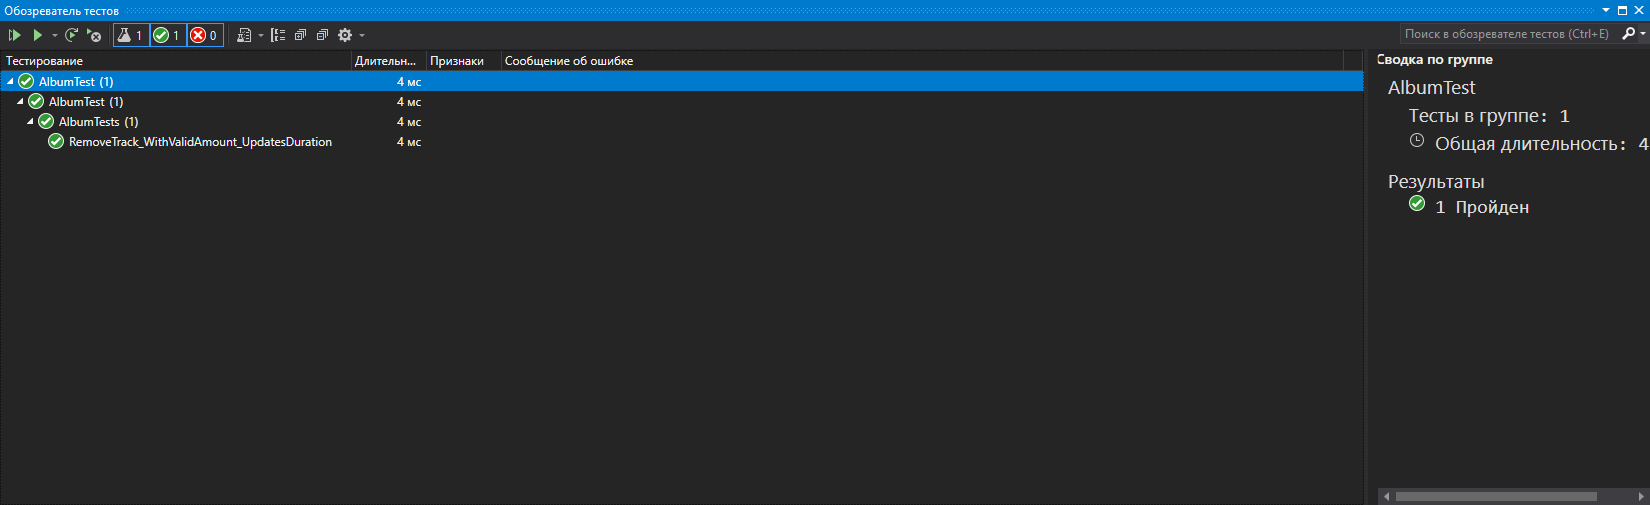 Обозреватель тестов
1 1 0 Поиск в обозревателе тестов (Ctrl+E)
Тестирование Длительн... Признаки Сообщение об ошибке
AlbumTest (1) 4 мс
AlbumTest (1) 4 мс
AlbumTests (1) 4 мс
RemoveTrack_WithValidAmount_UpdatesDuration 4 мс
Сводка по группе
AlbumTest
Тесты в группе: 1
Общая длительность: 4
Результаты
1 Пройден